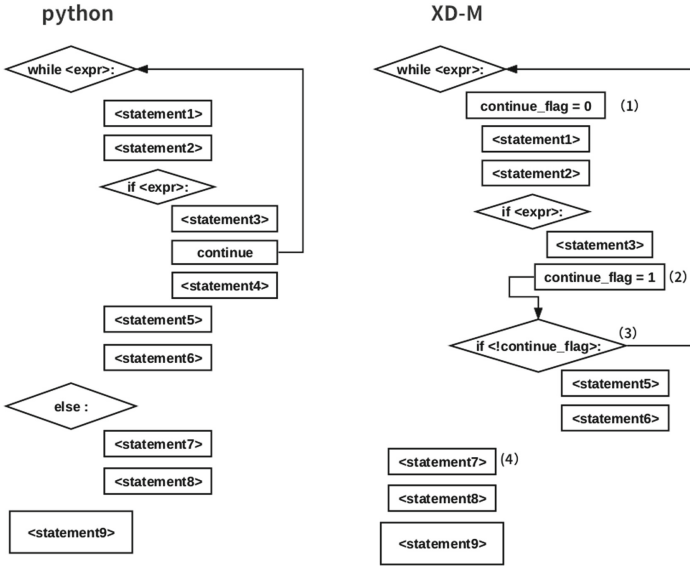 python
while <expr>:
<statement1>
<statement2>
if <expr>:
<statement3>
continue
<statement4>
<statement5>
<statement6>
else :
<statement7>
<statement8>
<statement9>
XD-M
while <expr>:
continue_flag = 0 (1)
<statement1>
<statement2>
if <expr>:
<statement3>
continue_flag = 1 (2)
if <!continue_flag>: (3)
<statement5>
<statement6>
<statement7> (4)
<statement8>
<statement9>